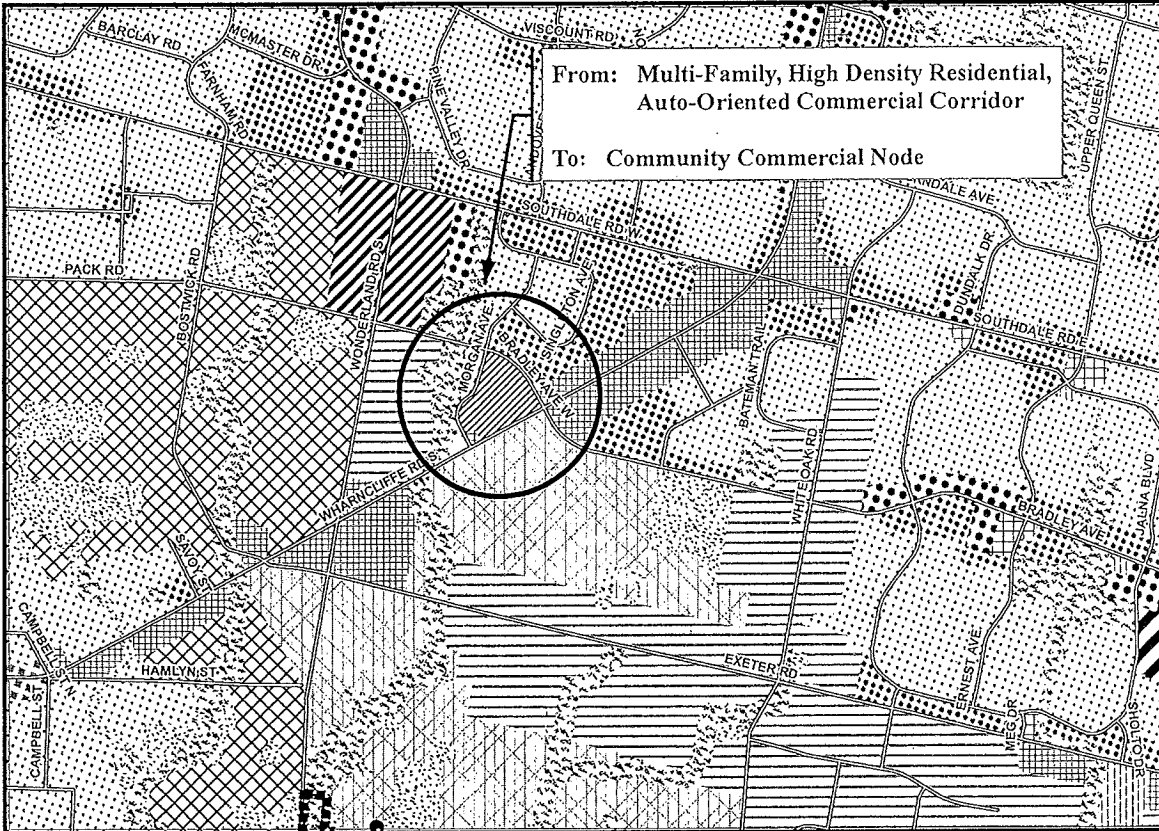 BARCLAY RD
MCMASTER DR
VISCOUNT RD
FARNHAM RD
PINE VALLEY DR
UPPER QUEEN ST
From: Multi-Family, High Density Residential,
Auto-Oriented Commercial Corridor
To: Community Commercial Node
SOUTHDALE RD W
DUNDALK DR
PACK RD
BOSTWICK RD
WONDERLAND RD S
MORGAN AVE
BRADLEY AVE W
SOUTHDALE RD E
BATEMAN TRAIL
WHARNCLIFFE RD S
WHITE OAK RD
JALNA BLVD
BRADLEY AVE
SAVOY ST
CAMPBELL ST N
HAMLYN ST
EXETER RD
ERNEST AVE
CAMPBELL ST
MEG DR
SHOLTO DR